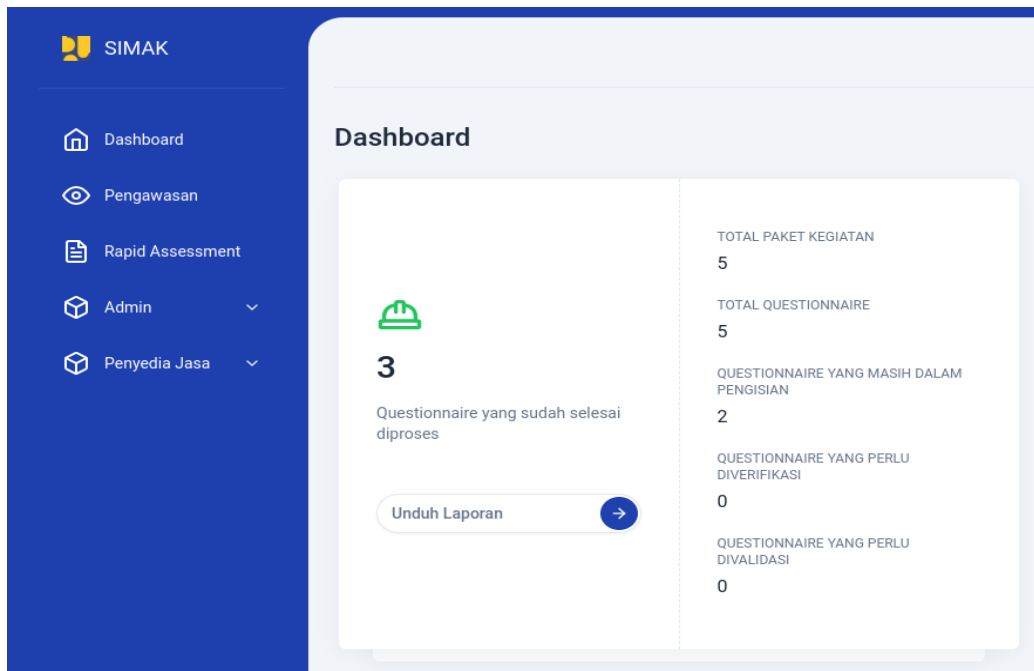 SIMAK
Dashboard
Pengawasan
Rapid Assessment
Admin
Penyedia Jasa
Dashboard
3
Questionnaire yang sudah selesai
diproses
Unduh Laporan
TOTAL PAKET KEGIATAN
5
TOTAL QUESTIONNAIRE
5
QUESTIONNAIRE YANG MASIH DALAM
PENGISIAN
2
QUESTIONNAIRE YANG PERLU
DIVERIFIKASI
0
QUESTIONNAIRE YANG PERLU
DIVALIDASI
0